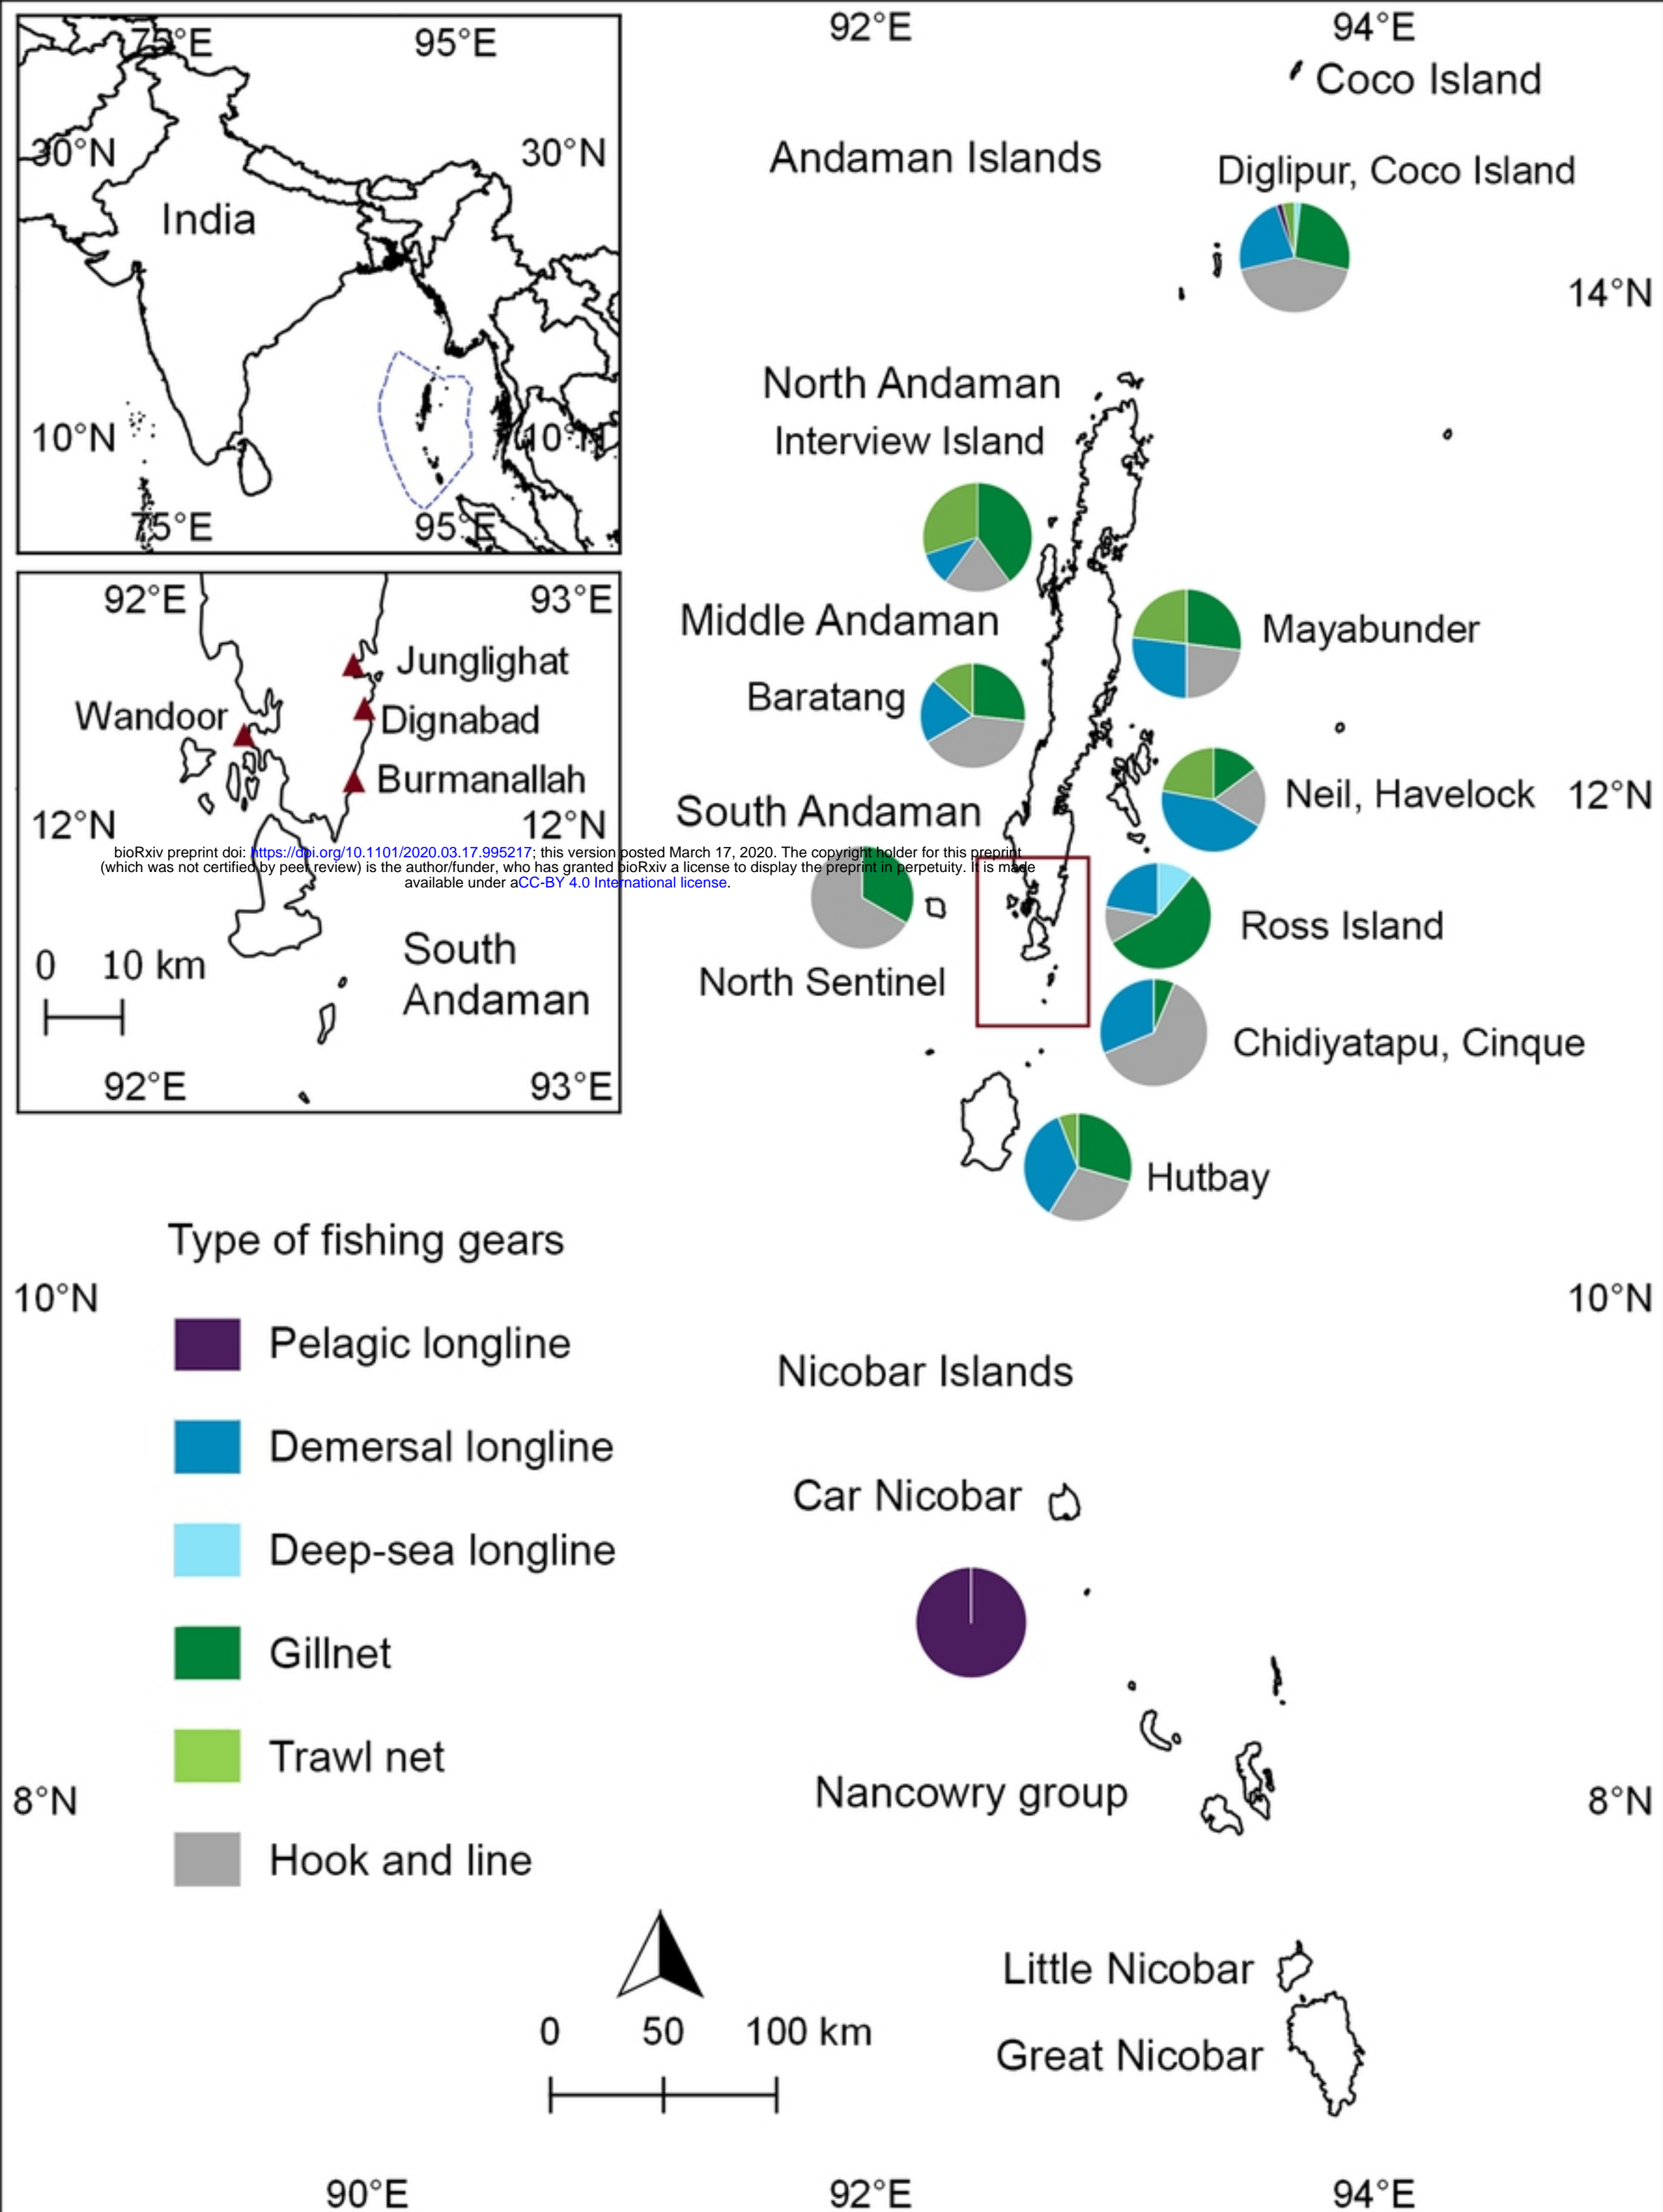 75°E 95°E
30°N 30°N
India
10°N 10°N
75°E 95°E
92°E 93°E
Junglighat
Wandoor
Dignabad
Burmanallah
12°N 12°N
0 10 km
South
Andaman
92°E 93°E
92°E 94°E
Coco Island
Andaman Islands
Diglipur, Coco Island
14°N
North Andaman
Interview Island
Middle Andaman
Mayabunder
Baratang
Neil, Havelock
12°N
South Andaman
bioRxiv preprint doi: https://doi.org/10.1101/2020.03.17.995217; this version posted March 17, 2020. The copyright holder for this preprint
(which was not certified by peer review) is the author/funder, who has granted bioRxiv a license to display the preprint in perpetuity. It is made
available under aCC-BY 4.0 International license.
Ross Island
North Sentinel
Chidiyatapu, Cinque
Hutbay
Type of fishing gears
10°N 10°N
Pelagic longline
Demersal longline
Deep-sea longline
Gillnet
Trawl net
Hook and line
Nicobar Islands
Car Nicobar
Nancowry group
8°N 8°N
Little Nicobar
Great Nicobar
0 50 100 km
90°E 92°E 94°E